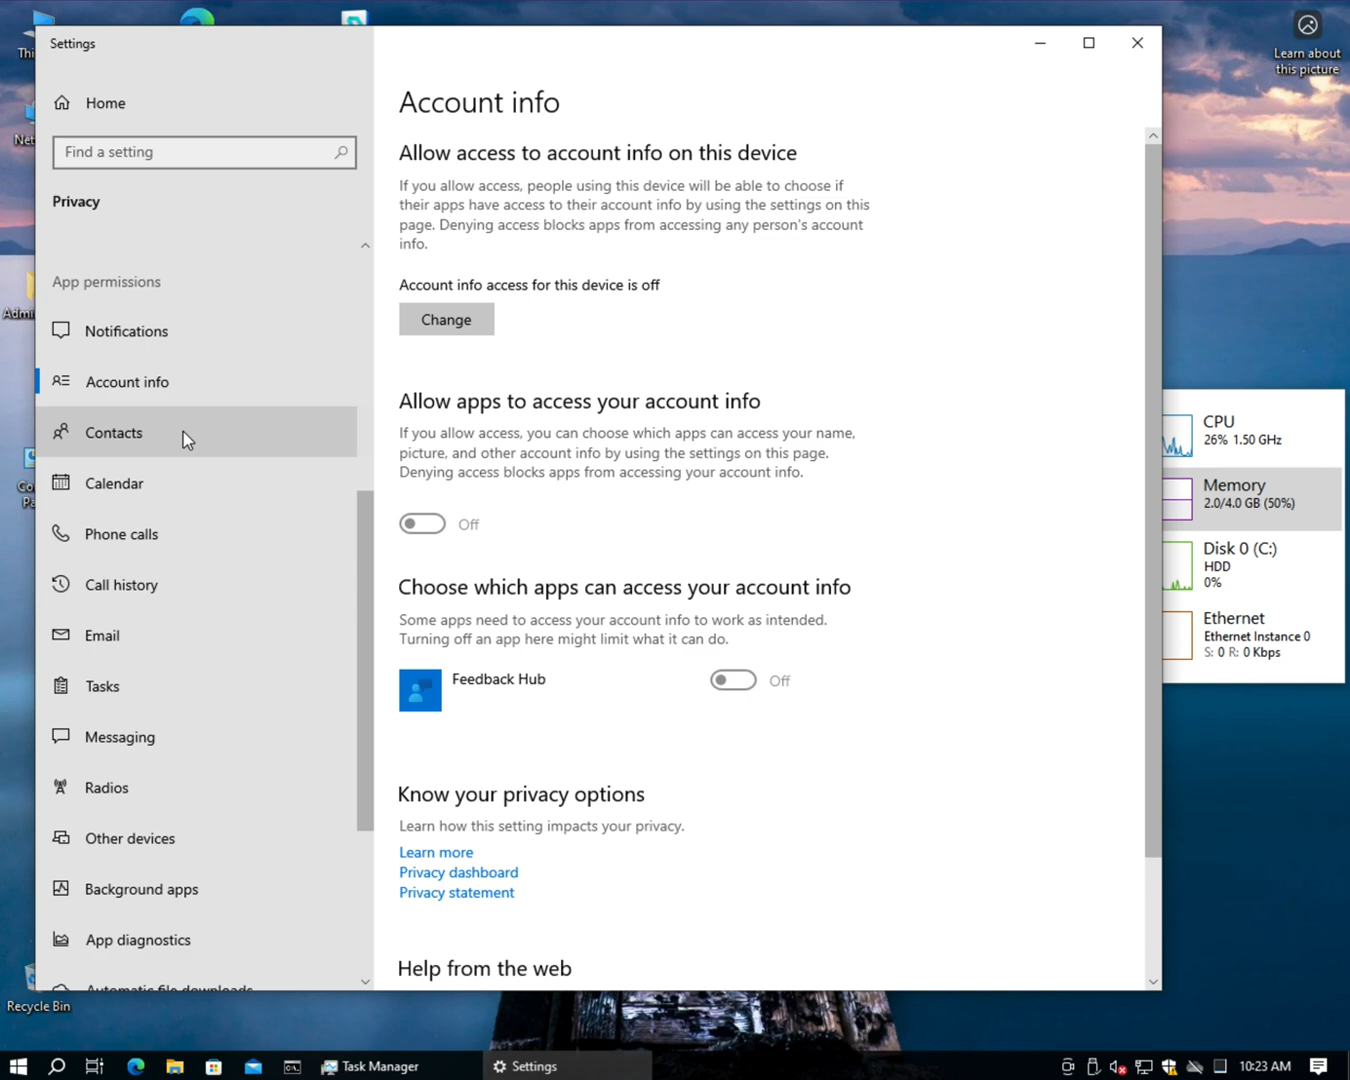 Learn about
this picture
Settings
Home
Find a setting
Privacy
App permissions
Notifications
Account info
Contacts
Calendar
Phone calls
Call history
Email
Tasks
Messaging
Radios
Other devices
Background apps
App diagnostics
Automatic file downloads
Account info
Allow access to account info on this device
If you allow access, people using this device will be able to choose if
their apps have access to their account info by using the settings on this
page. Denying access blocks apps from accessing any person's account
info.
Account info access for this device is off
Change
Allow apps to access your account info
If you allow access, you can choose which apps can access your name,
picture, and other account info by using the settings on this page.
Denying access blocks apps from accessing your account info.
Off
Choose which apps can access your account info
Some apps need to access your account info to work as intended.
Turning off an app here might limit what it can do.
Feedback Hub
Off
Know your privacy options
Learn how this setting impacts your privacy.
Learn more
Privacy dashboard
Privacy statement
Help from the web
CPU
26% 1.50 GHz
Memory
2.0/4.0 GB (50%)
Disk 0 (C:)
HDD
0%
Ethernet
Ethernet Instance 0
S: 0 R: 0 Kbps
Recycle Bin
Task Manager
Settings
10:23 AM